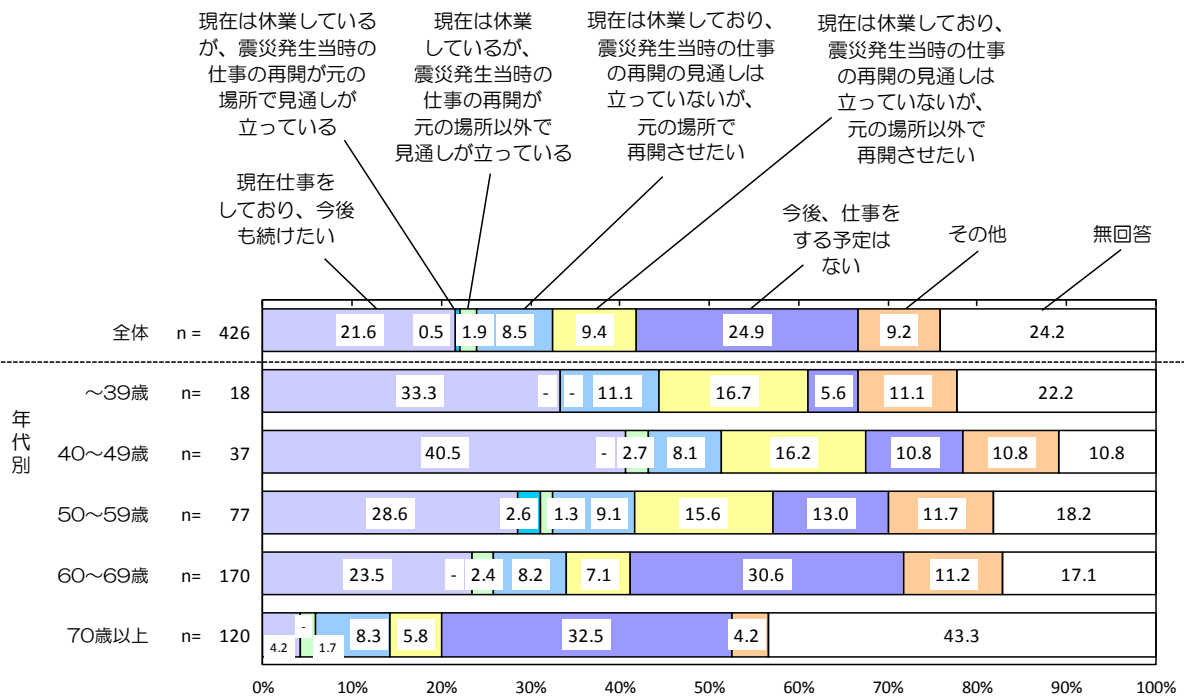 現在は休業している
が、震災発生当時の
仕事の再開が元の
場所で見通しが
立っている
現在は休業
しているが、
震災発生当時の
仕事の再開が
元の場所以外で
見通しが立っている
現在は休業しており、
震災発生当時の仕事
の再開の見通しは
立っていないが、
元の場所で
再開させたい
現在は休業しており、
震災発生当時の仕事
の再開の見通しは
立っていないが、
元の場所以外で
再開させたい
現在仕事を
しており、今後
も続けたい
今後、仕事を
する予定は
ない
その他
無回答
全体 n = 426 21.6 0.5 1.9 8.5 9.4 24.9 9.2 24.2
年代別
～39歳 n= 18 33.3 - - 11.1 16.7 5.6 11.1 22.2
40～49歳 n= 37 40.5 - 2.7 8.1 16.2 10.8 10.8 10.8
50～59歳 n= 77 28.6 2.6 1.3 9.1 15.6 13.0 11.7 18.2
60～69歳 n= 170 23.5 - 2.4 8.2 7.1 30.6 11.2 17.1
70歳以上 n= 120 4.2 - 1.7 8.3 5.8 32.5 4.2 43.3
0% 10% 20% 30% 40% 50% 60% 70% 80% 90% 100%